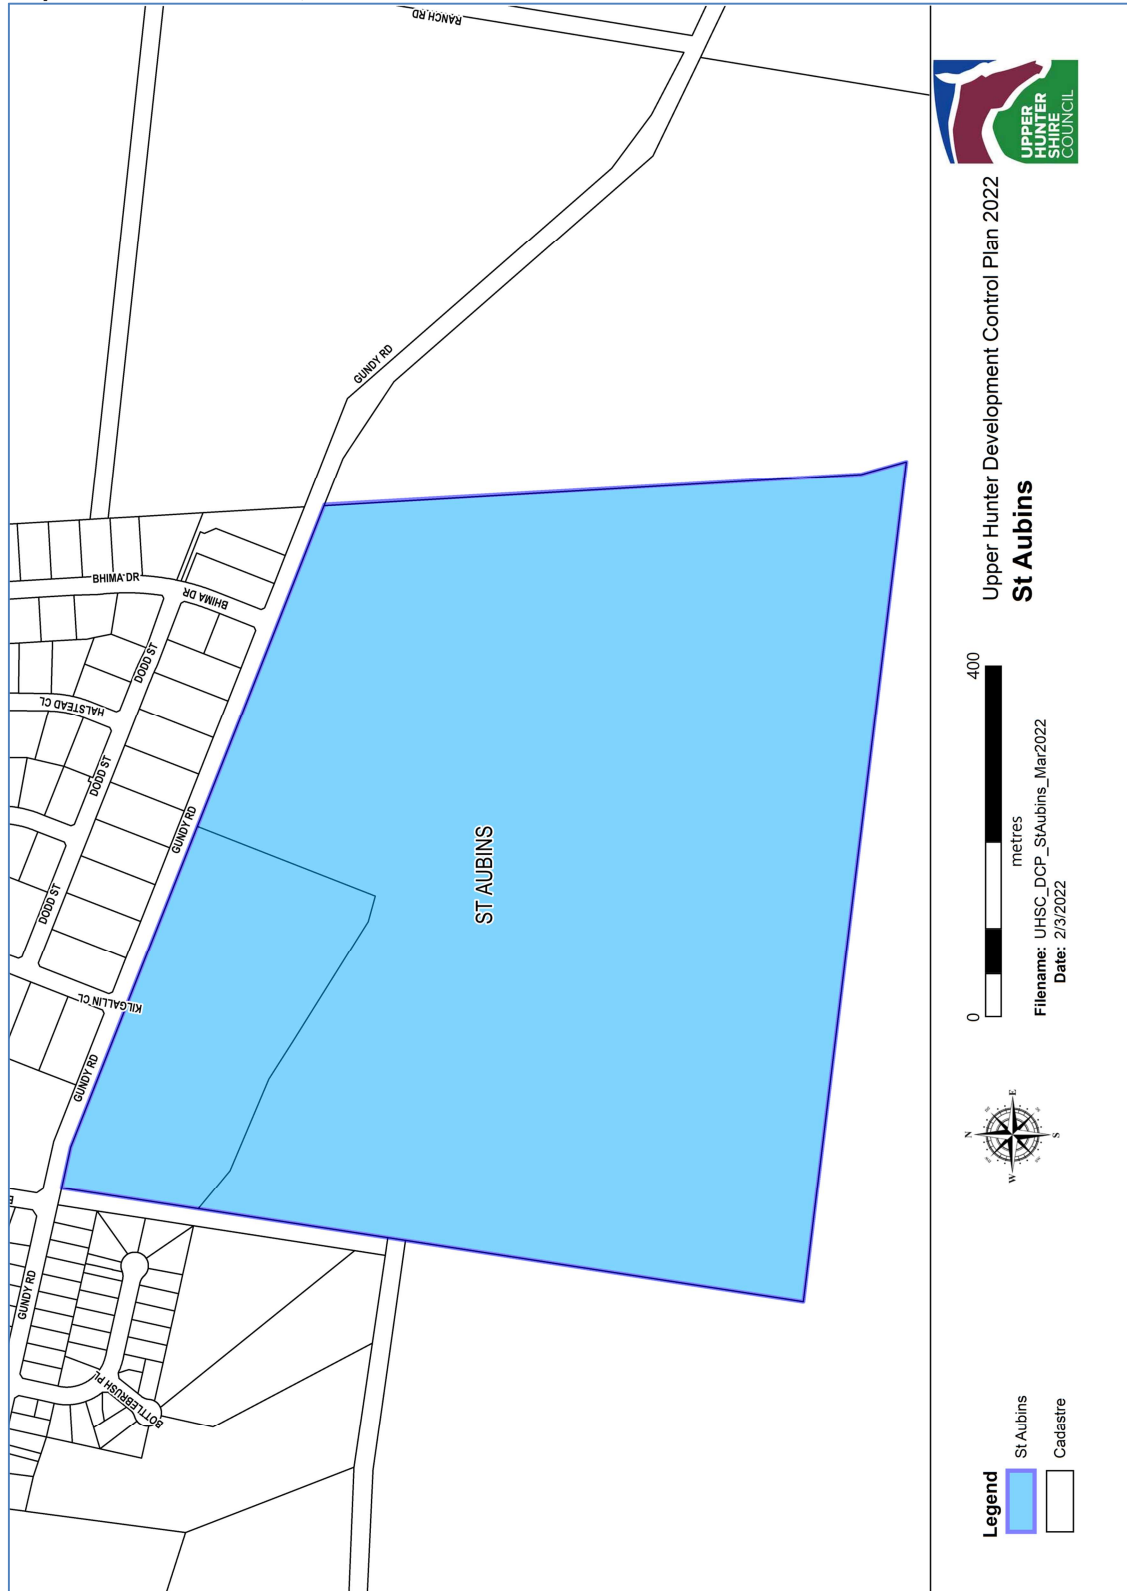 GUNDY RD
BOTTLEBRUSH PL
GUNDY RD
KILGALLIN CL
DODD ST
DODD ST
HALSTEAD CL
DODD ST
BHIMA DR
BHIMA DR
GUNDY RD
GUNDY RD
RANCH RD
ST AUBINS
Legend
St Aubins
Cadastre
N
W
E
S
0
400
metres
Filename: UHSC_DCP_StAubins_Mar2022
Date: 2/3/2022
Upper Hunter Development Control Plan 2022
St Aubins
UPPER
HUNTER
SHIRE
COUNCIL